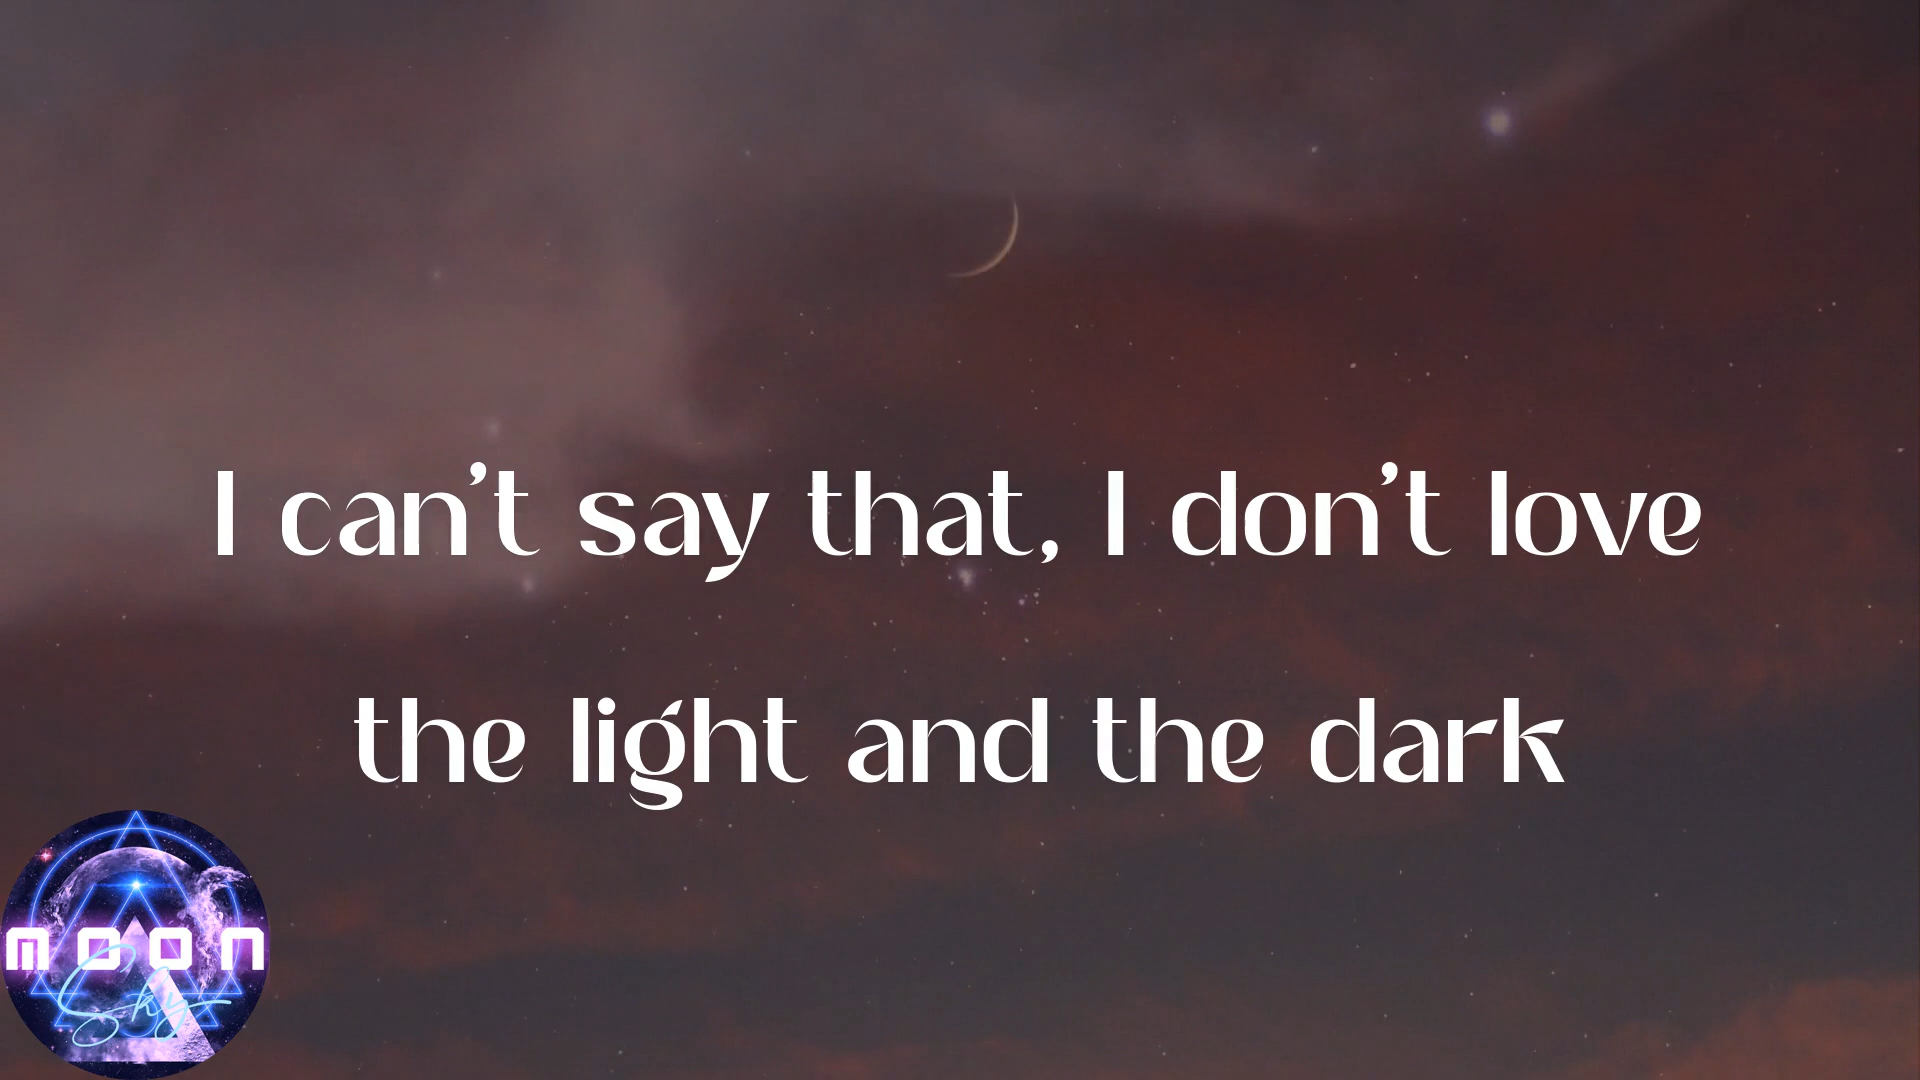 I can't say that, I don't love
the light and the dark
MOON
Sky